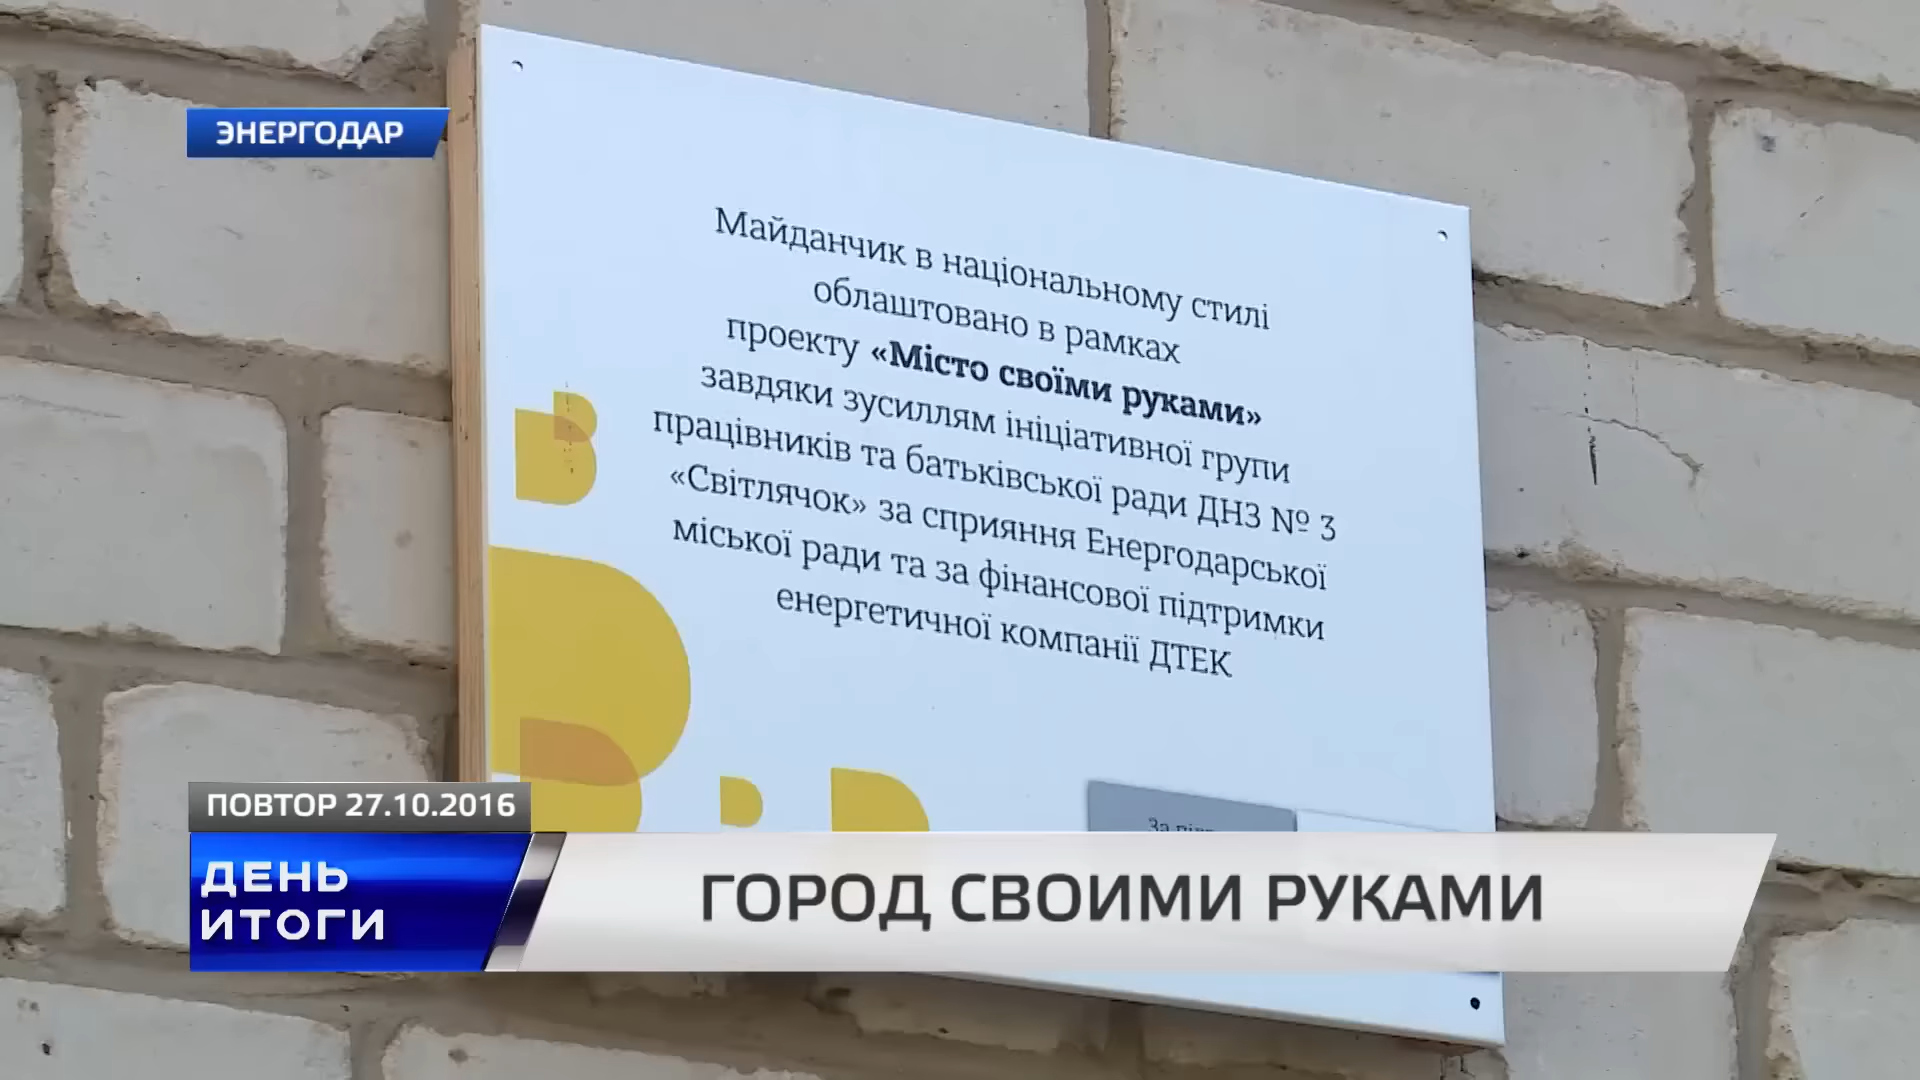 ЭНЕРГОДАР
Майданчик в національному стилі
облаштовано в рамках
проекту «Місто своїми руками»
завдяки зусиллям ініціативної групи
працівників та батьківської ради ДНЗ № 3
«Світлячок» за сприяння Енергодарської
міської ради та за фінансової підтримки
енергетичної компанії ДТЕК
За
ПОВТОР 27.10.2016
ДЕНЬ
ИТОГИ
ГОРОД СВОИМИ РУКАМИ